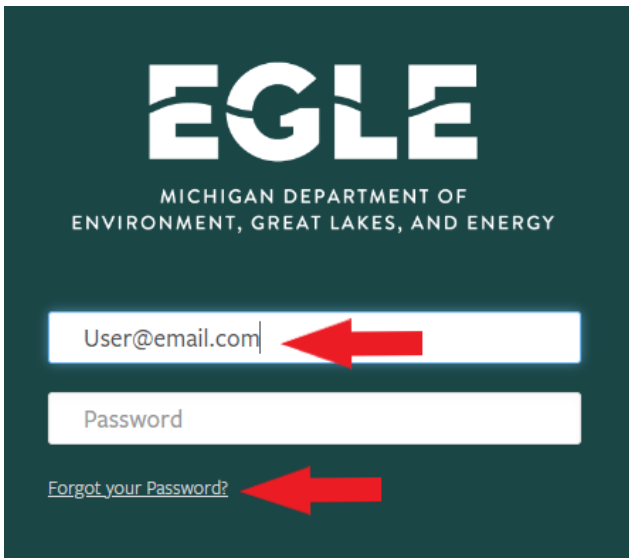 EGLE
MICHIGAN DEPARTMENT OF
ENVIRONMENT, GREAT LAKES, AND ENERGY
User@email.com
Password
Forgot your Password?